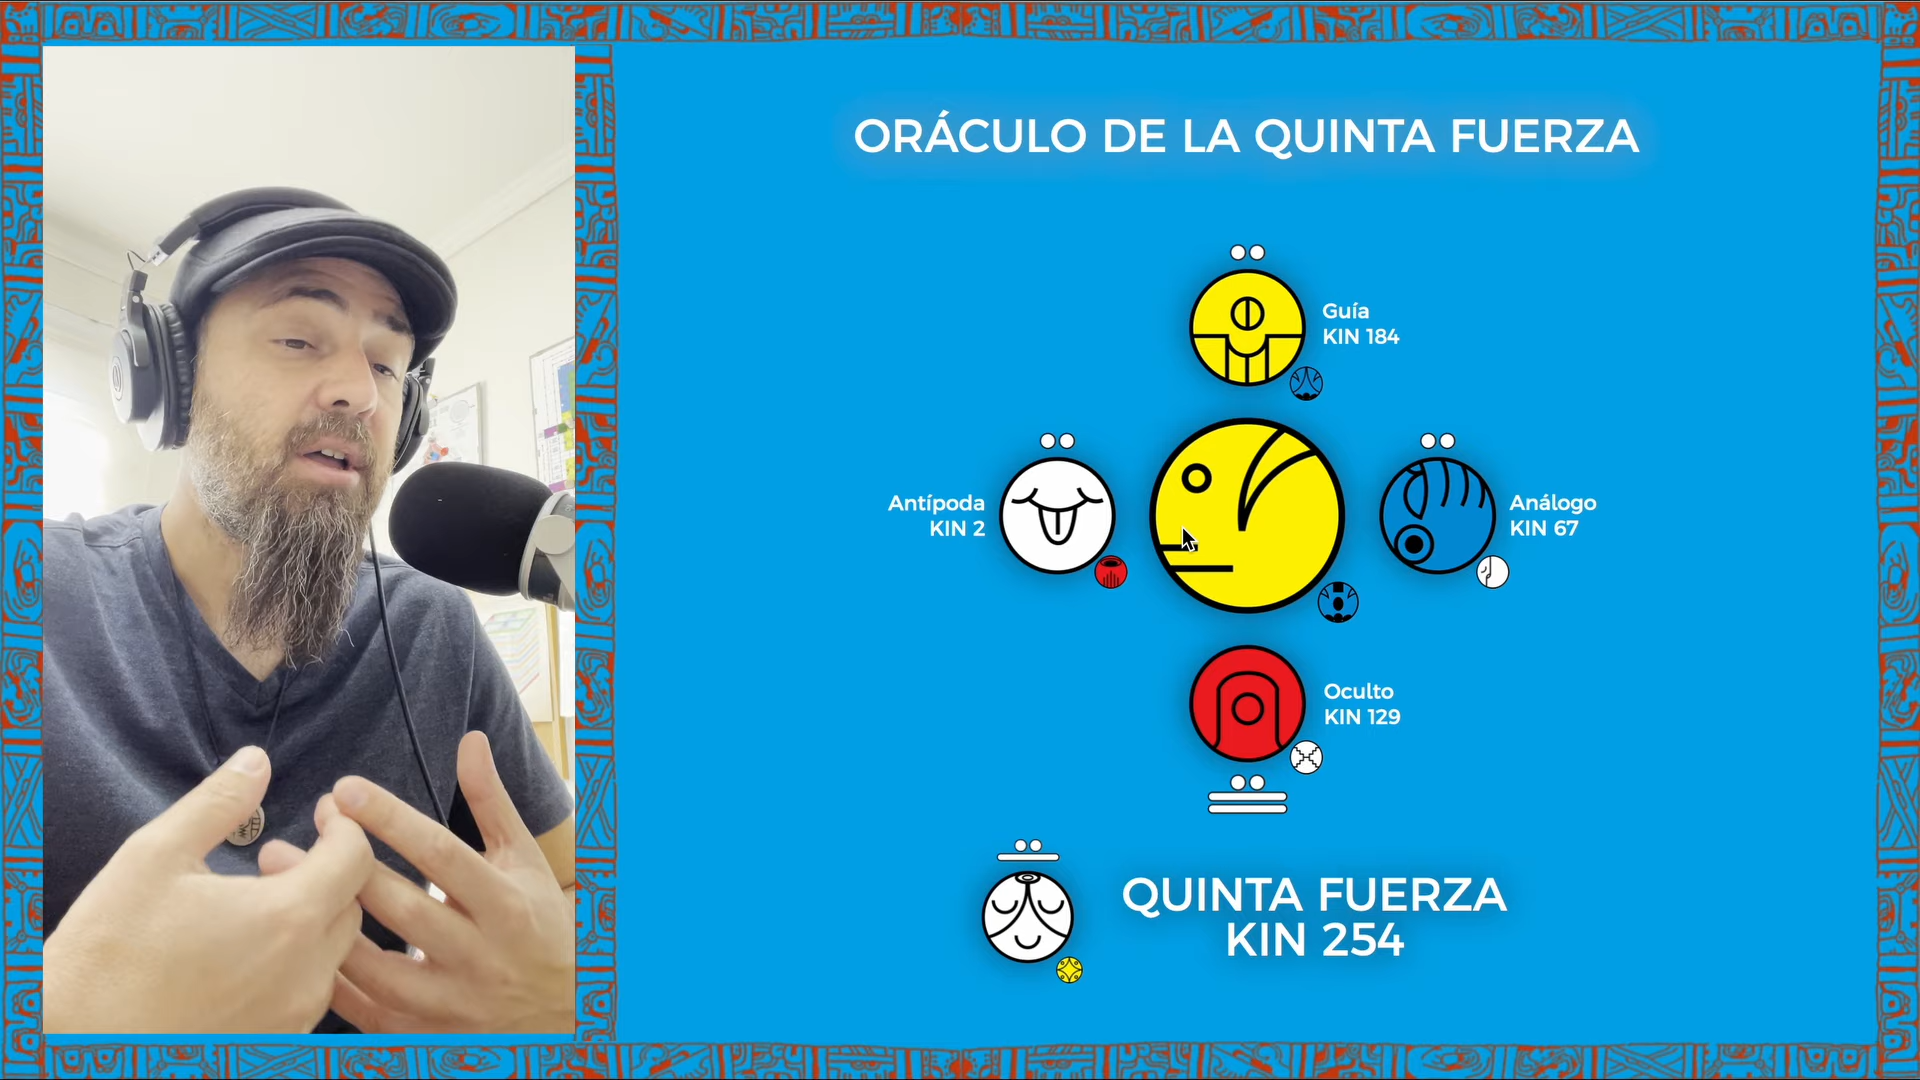 ORÁCULO DE LA QUINTA FUERZA
Guía
KIN 184
Antípoda
KIN 2
Análogo
KIN 67
Oculto
KIN 129
QUINTA FUERZA
KIN 254